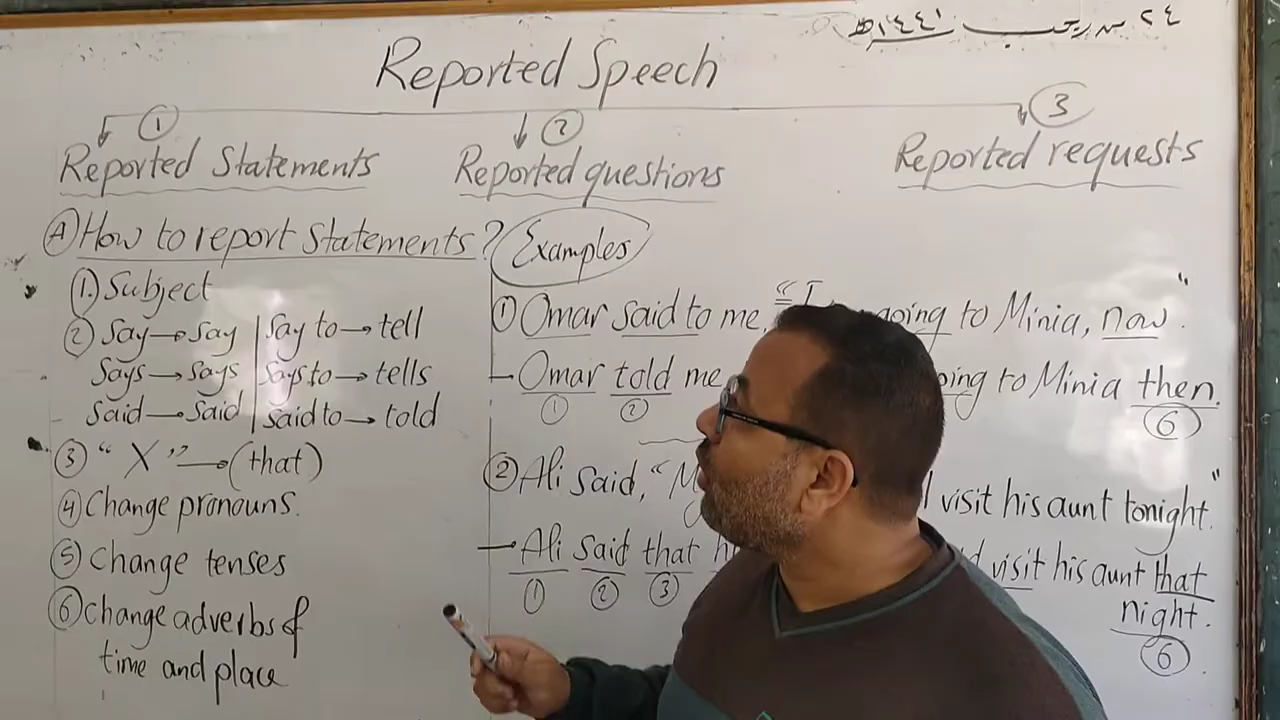 ٢٤ من رجب ١٤٤١هـ
Reported Speech
① ② ③
Reported Statements Reported questions Reported requests
Ⓐ How to report statements? Examples
①. Subject
② Say → say | say to → tell
Says → says | says to → tells
Said → said | said to → told
③ " X " → (that)
④ Change pronouns.
⑤ Change tenses
⑥ change adverbs of
time and place
① Omar said to me, "I going to Minia, now."
- Omar told me going to Minia then.
① ② ⑥
② Ali said, " visit his aunt tonight."
→ Ali said that visit his aunt that
night.
① ② ③ ⑥